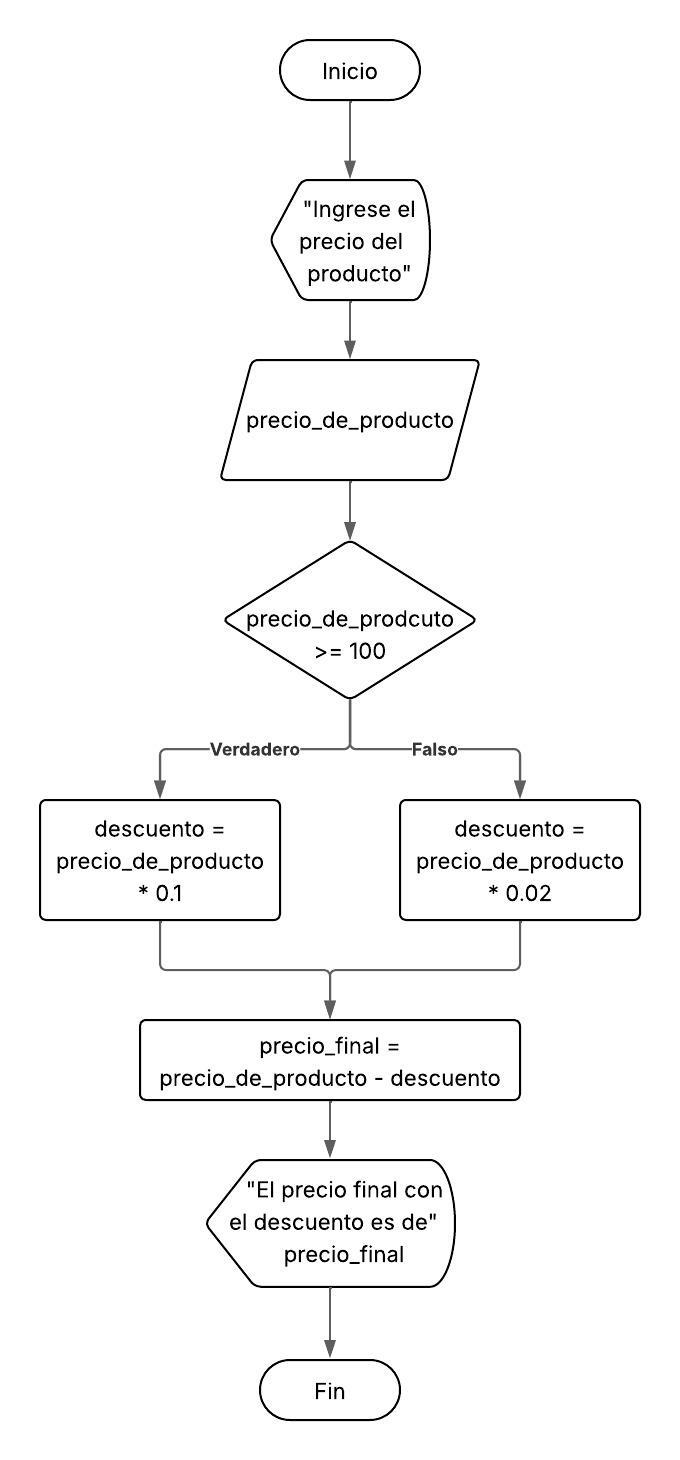 Inicio
"Ingrese el
precio del
producto"
precio_de_producto
precio_de_prodcuto
>= 100
Verdadero
Falso
descuento =
precio_de_producto
* 0.1
descuento =
precio_de_producto
* 0.02
precio_final =
precio_de_producto - descuento
"El precio final con
el descuento es de"
precio_final
Fin